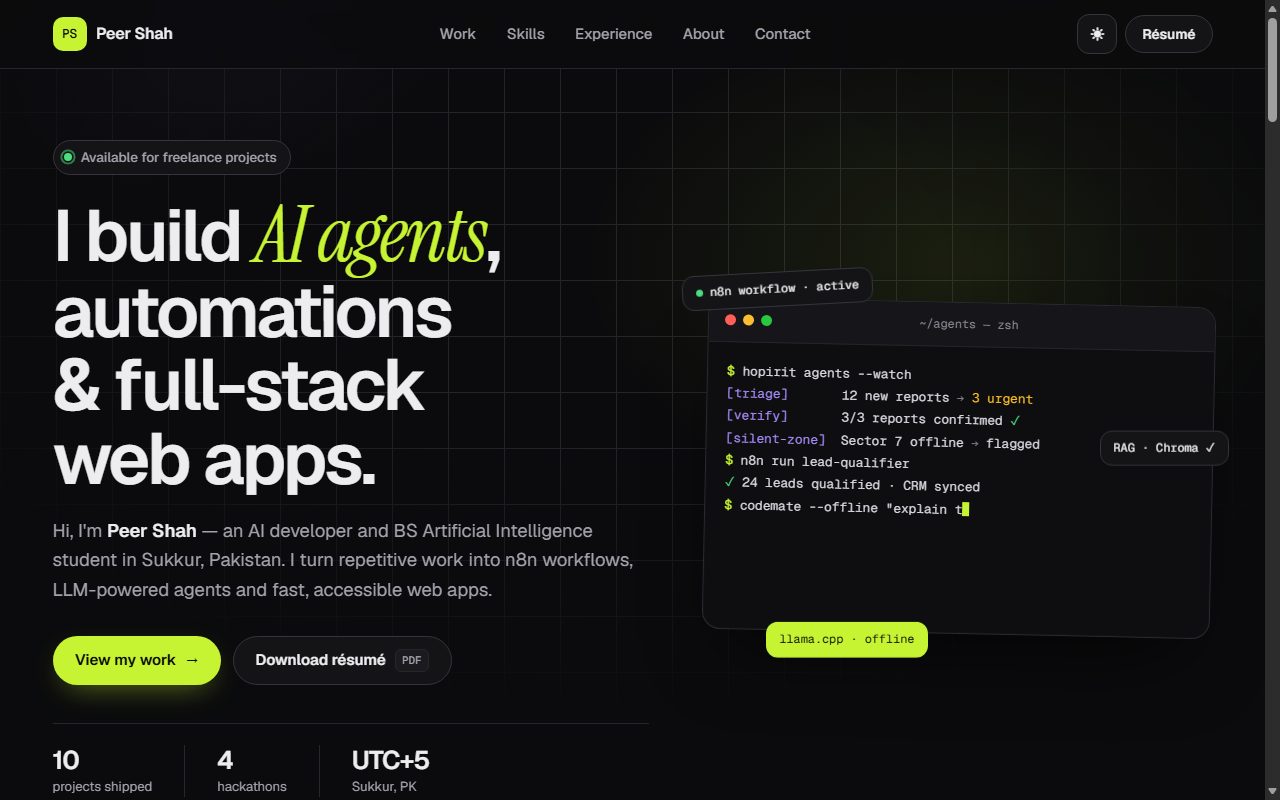 PS Peer Shah
Work Skills Experience About Contact
Résumé
Available for freelance projects
I build AI agents,
automations
& full-stack
web apps.
Hi, I'm Peer Shah — an AI developer and BS Artificial Intelligence
student in Sukkur, Pakistan. I turn repetitive work into n8n workflows,
LLM-powered agents and fast, accessible web apps.
View my work →
Download résumé PDF
10
projects shipped
4
hackathons
UTC+5
Sukkur, PK
n8n workflow · active
~/agents — zsh
$ hopirit agents --watch
[triage] 12 new reports → 3 urgent
[verify] 3/3 reports confirmed ✓
[silent-zone] Sector 7 offline → flagged
$ n8n run lead-qualifier
✓ 24 leads qualified · CRM synced
$ codemate --offline "explain t
RAG · Chroma ✓
llama.cpp · offline